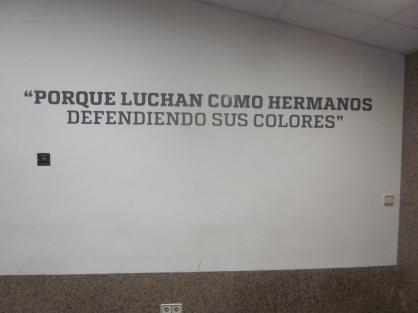 “PORQUE LUCHAN COMO HERMANOS
DEFENDIENDO SUS COLORES”